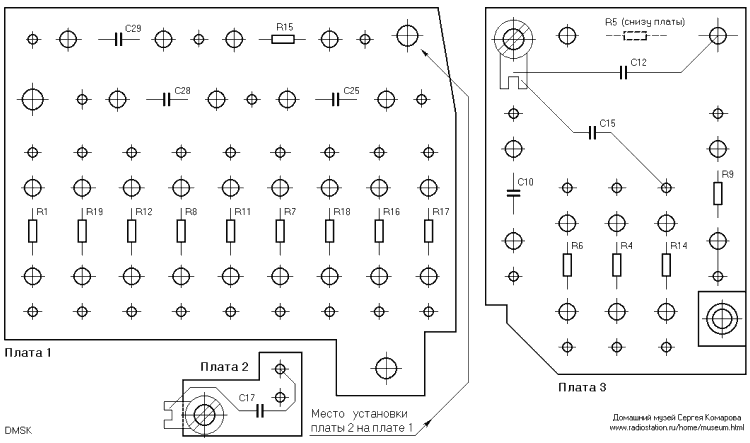 C29
R15
R5 (снизу платы)
C12
C28
C25
C15
C10
R9
R1
R19
R12
R8
R11
R7
R18
R16
R17
R6
R4
R14
Плата 1
Плата 2
C17
Плата 3
Место установки
платы 2 на плате 1
DMSK
Домашний музей Сергея Комарова
www.radiostation.ru/home/museum.html